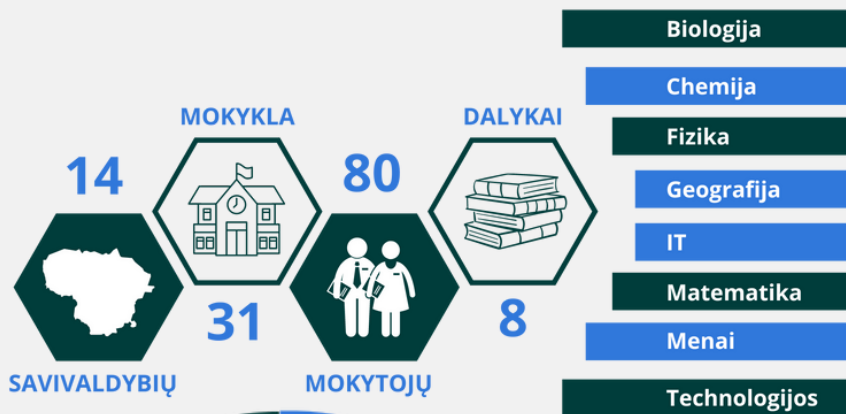 14
SAVIVALDYBIŲ
MOKYKLA
31
80
MOKYTOJŲ
DALYKAI
8
Biologija
Chemija
Fizika
Geografija
IT
Matematika
Menai
Technologijos